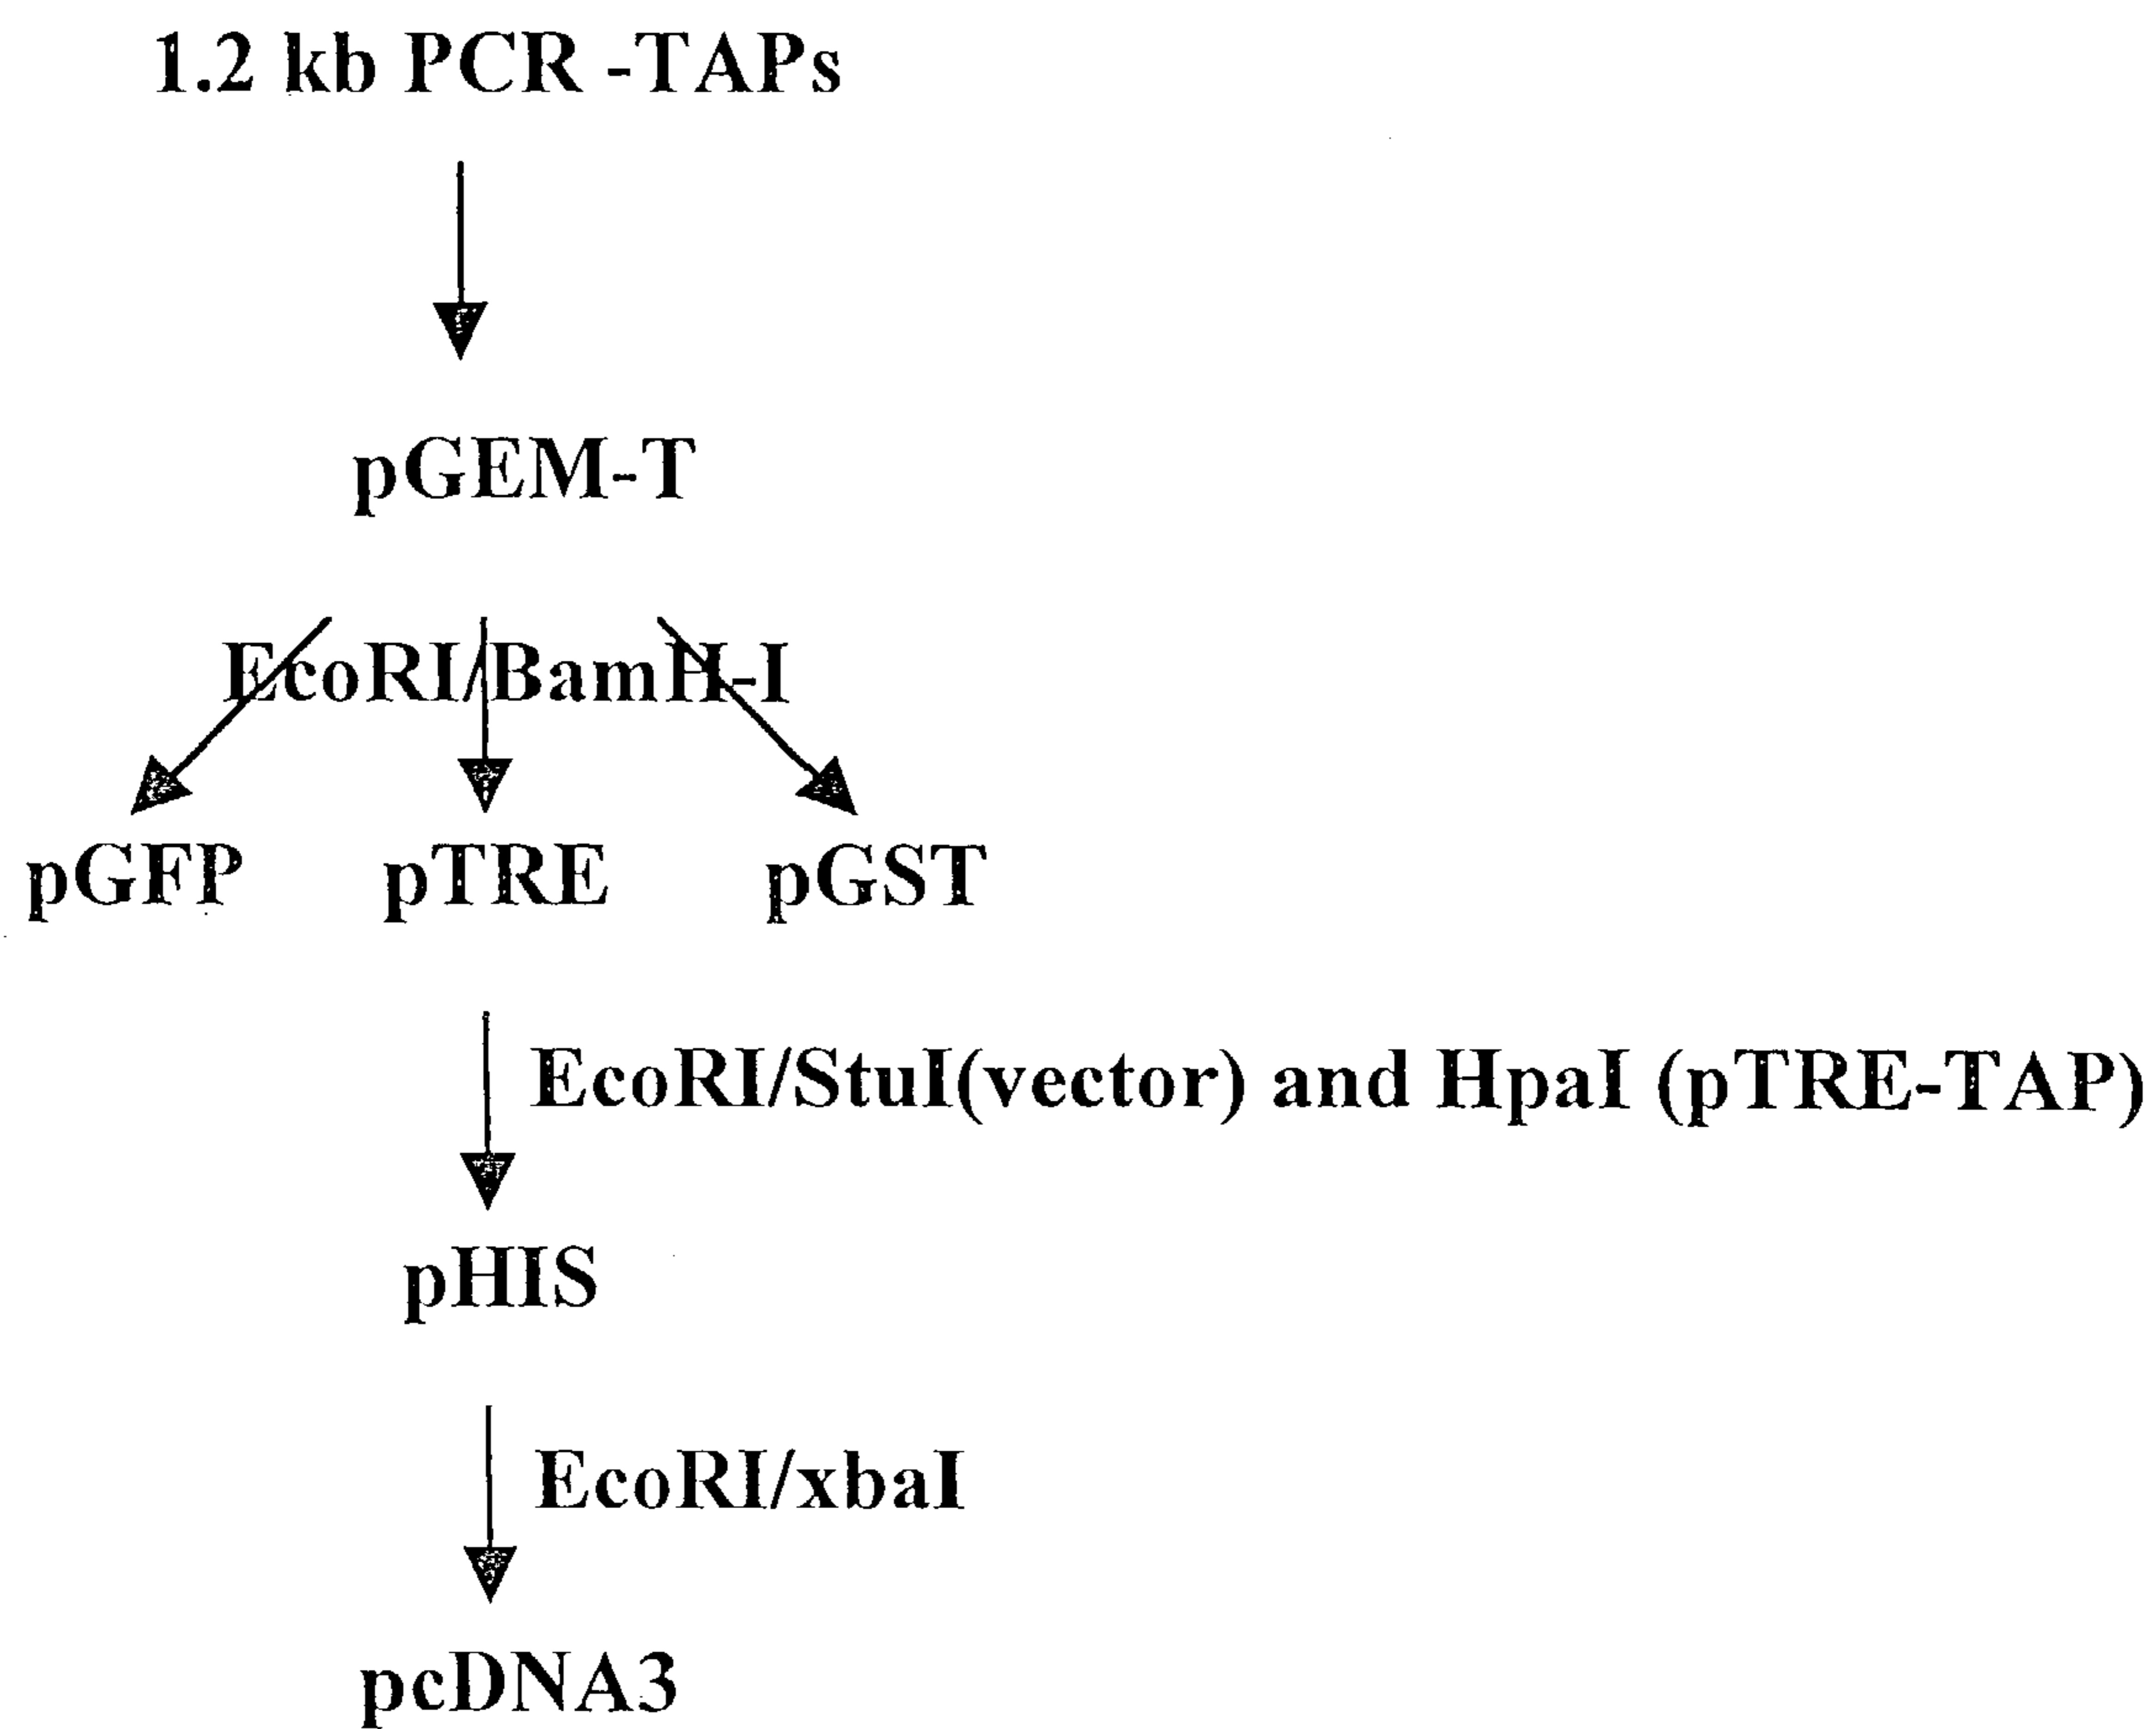 1.2 kb PCR -TAPs
pGEM-T
EcoRI/BamH-I
pGFP pTRE pGST
EcoRI/StuI(vector) and HpaI (pTRE-TAP)
pHIS
EcoRI/xbaI
pcDNA3